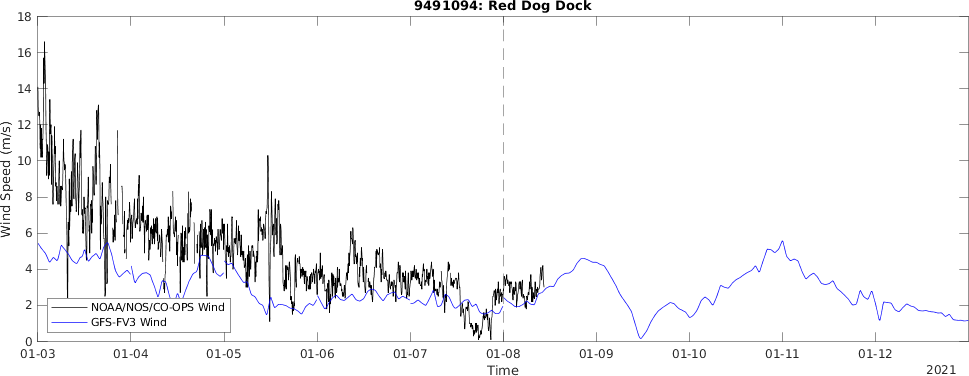 9491094: Red Dog Dock
18
16
14
12
10
8
6
4
2
0
Wind Speed (m/s)
NOAA/NOS/CO-OPS Wind
GFS-FV3 Wind
01-03 01-04 01-05 01-06 01-07 01-08 01-09 01-10 01-11 01-12
Time
2021